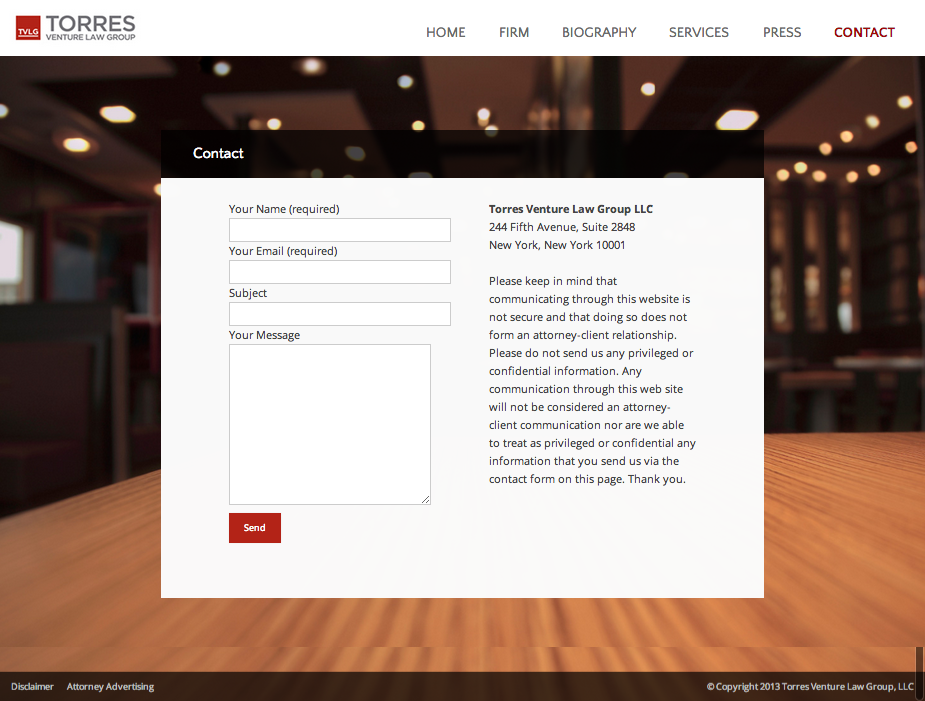 TVLG TORRES
VENTURE LAW GROUP
HOME FIRM BIOGRAPHY SERVICES PRESS CONTACT
Contact
Your Name (required)
Your Email (required)
Subject
Your Message
Send
Torres Venture Law Group LLC
244 Fifth Avenue, Suite 2848
New York, New York 10001
Please keep in mind that
communicating through this website is
not secure and that doing so does not
form an attorney-client relationship.
Please do not send us any privileged or
confidential information. Any
communication through this web site
will not be considered an attorney-
client communication nor are we able
to treat as privileged or confidential any
information that you send us via the
contact form on this page. Thank you.
Disclaimer Attorney Advertising
© Copyright 2013 Torres Venture Law Group, LLC